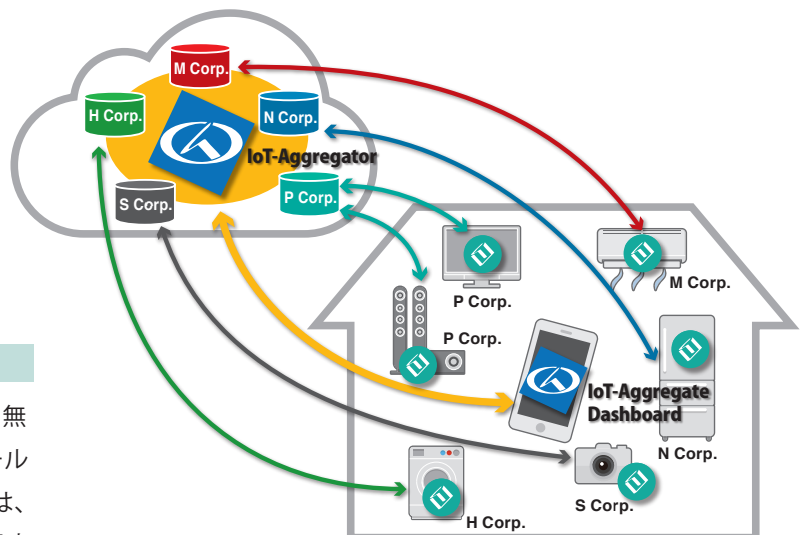 M Corp.
H Corp.
N Corp.
IoT-Aggregator
S Corp.
P Corp.
P Corp.
M Corp.
P Corp.
IoT-Aggregate
Dashboard
N Corp.
S Corp.
H Corp.
無
ール
は、